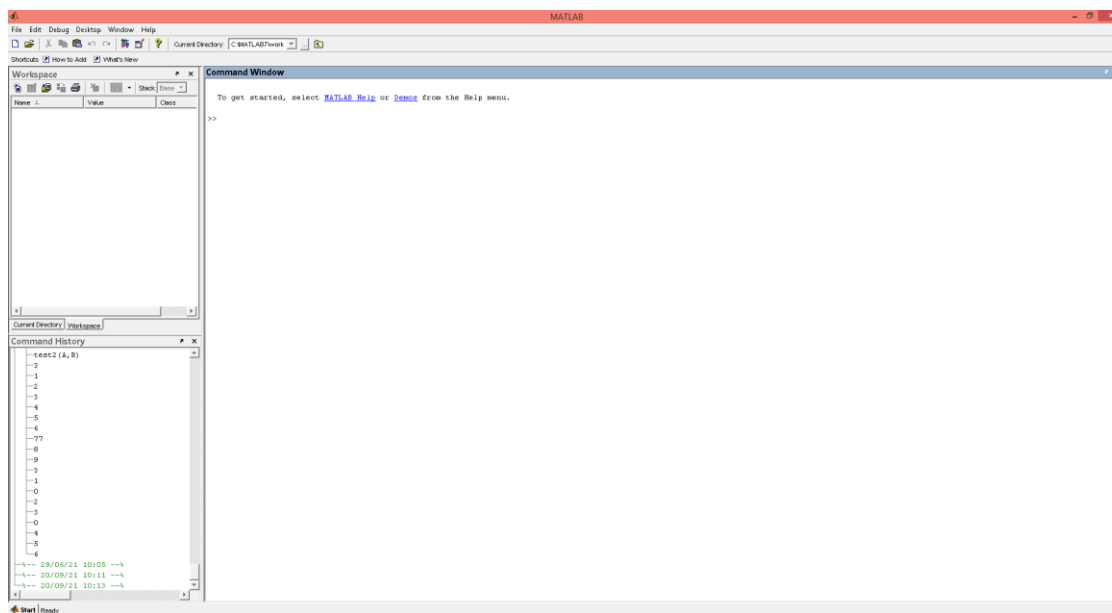 MATLAB
File Edit Debug Desktop Window Help
Current Directory: C:\MATLAB7\work
Shortcuts How to Add What's New
Workspace
Stack: Base
Name Value Class
Current Directory Workspace
Command History
test2(A,B)
3
1
2
3
4
5
6
77
8
9
3
1
0
2
3
0
4
5
6
%-- 29/06/21 10:05 --%
%-- 20/09/21 10:11 --%
%-- 20/09/21 10:13 --%
Command Window
To get started, select MATLAB Help or Demos from the Help menu.
>>
Start Ready